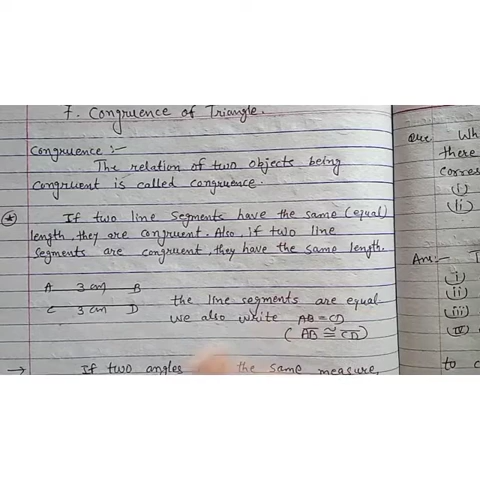 7. Congruence of Triangle.
Congruence :-
The relation of two objects being
congruent is called congruence.
If two line segments have the same (equal)
length, they are congruent. Also, if two line
segments are congruent, they have the same length.
A 3 cm B
C 3 cm D
the line segments are equal
we also write AB = CD
( AB ≅ CD )
→ If two angles the same measure,
Que Wh
there
corres
(i)
(ii)
Ans:- T
i)
ii)
iii)
iv)
to c